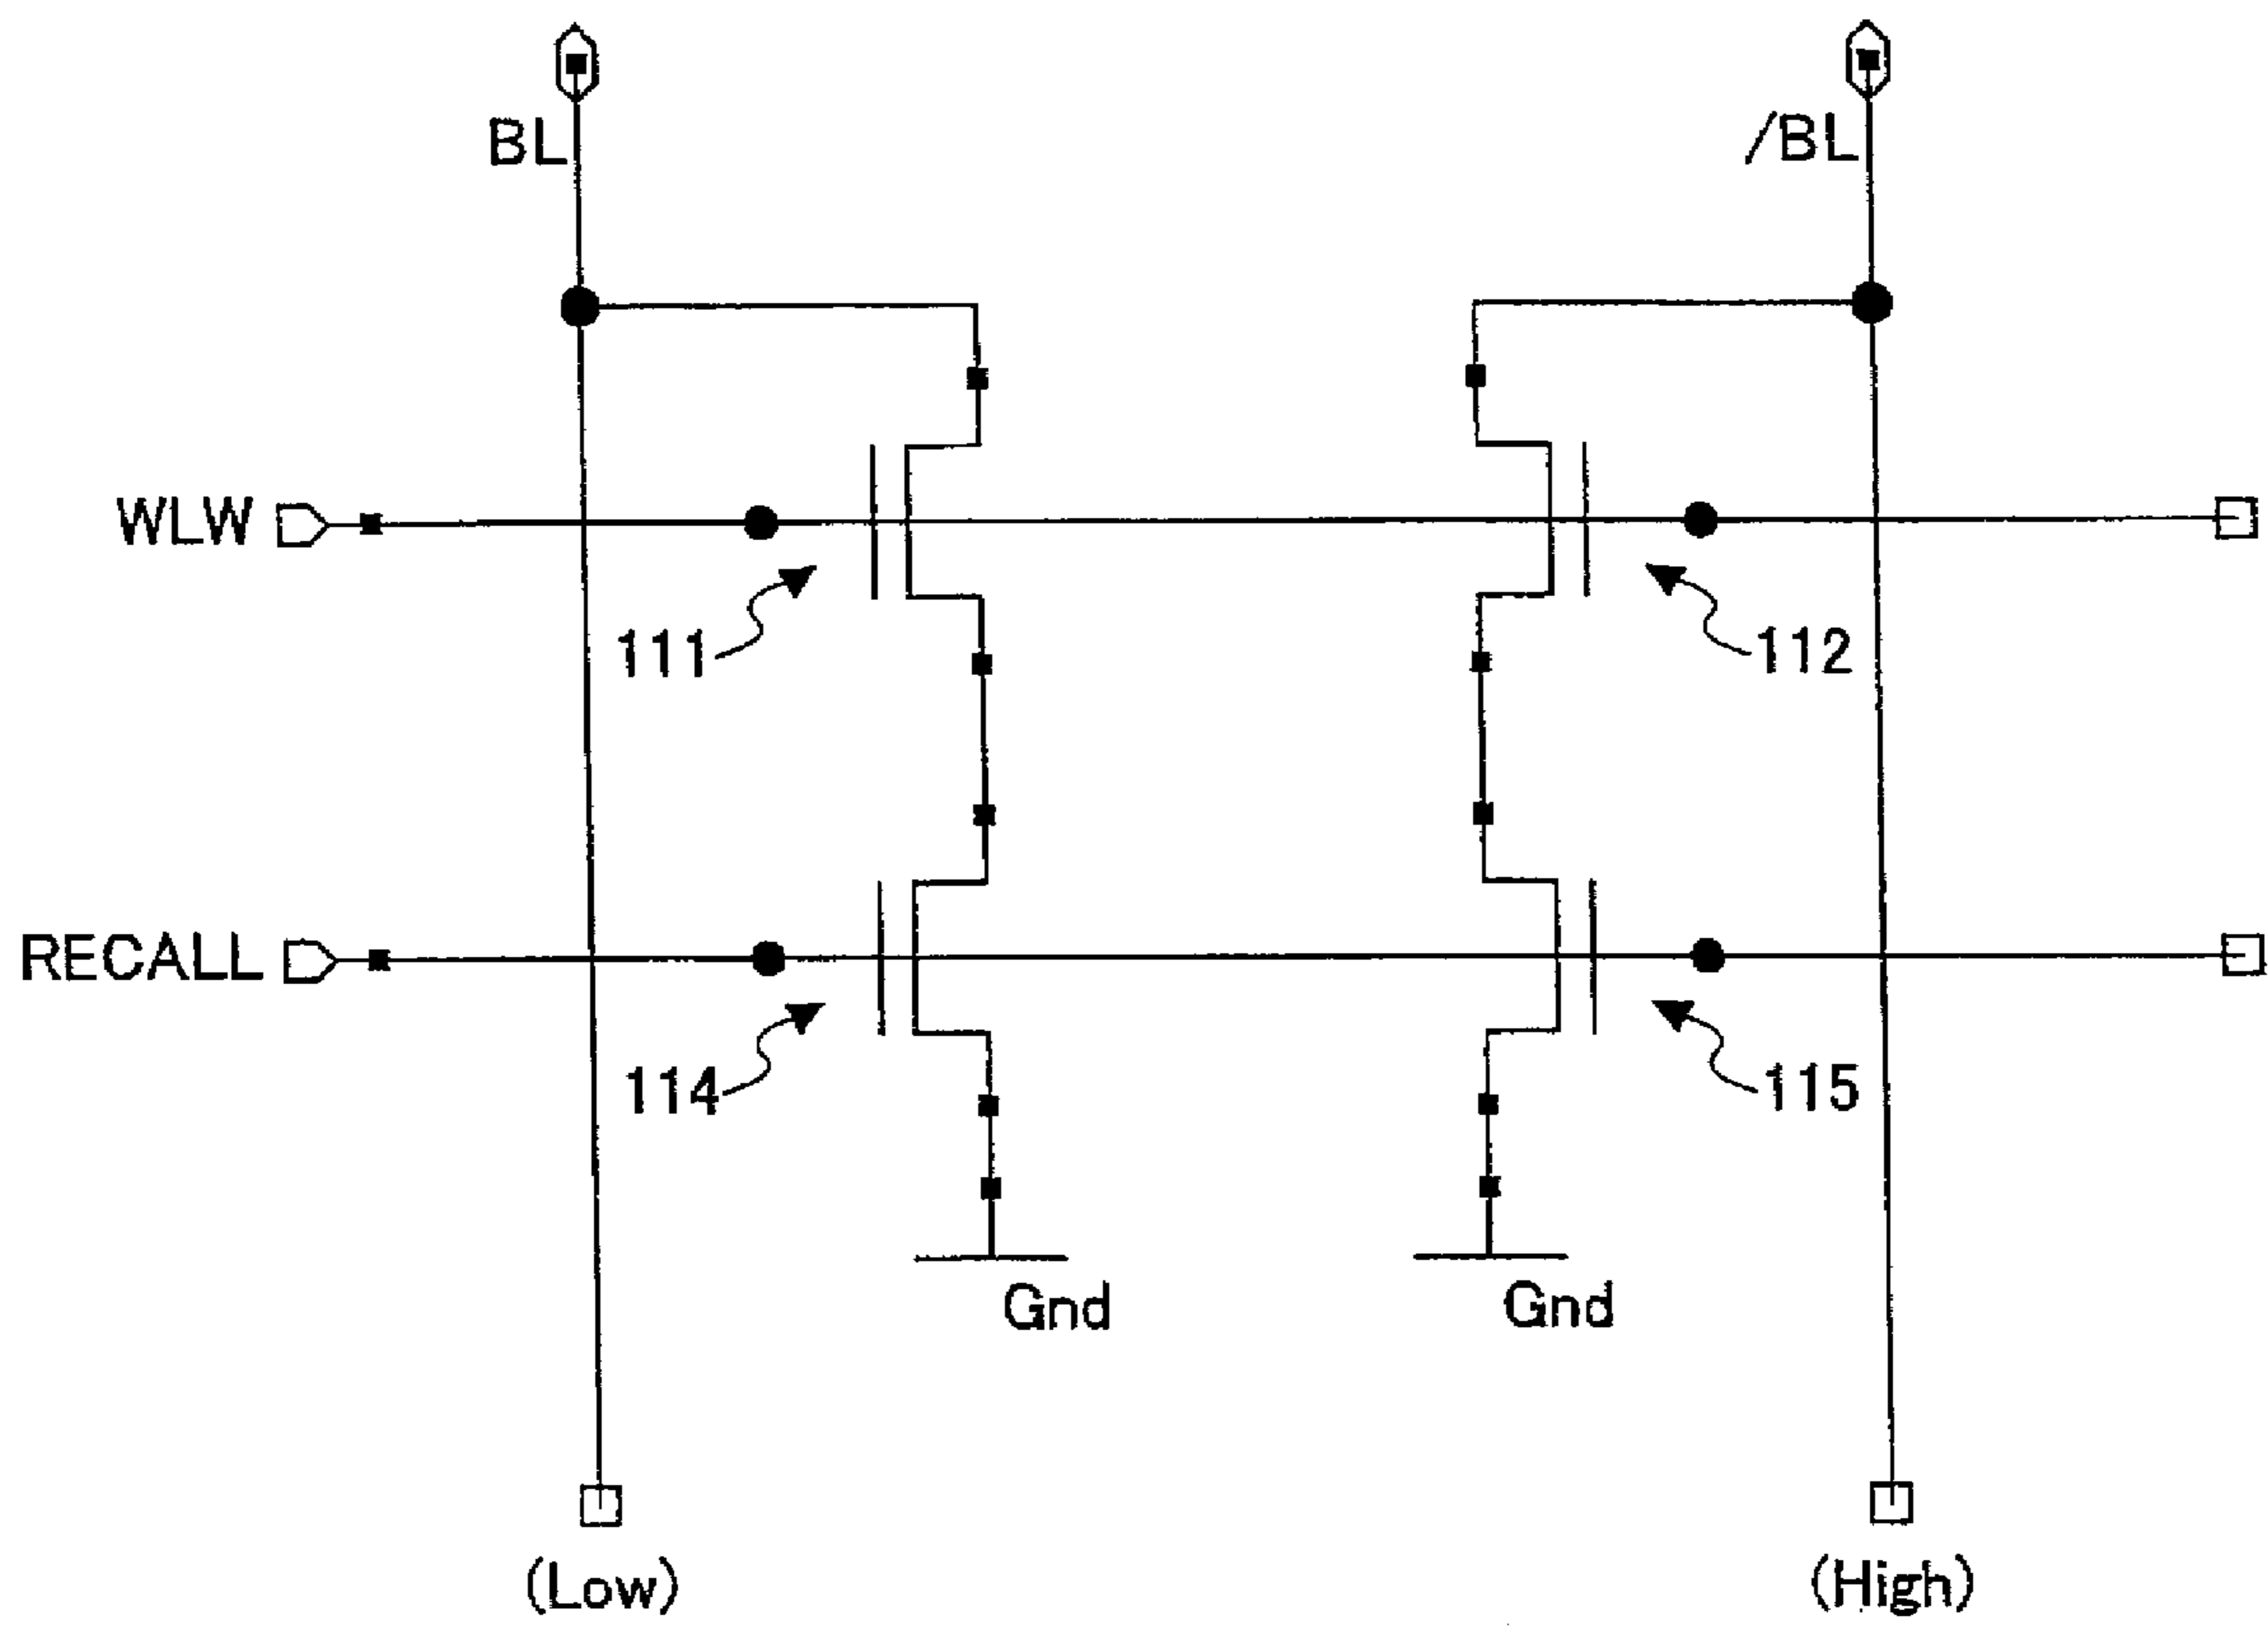 BL
/BL
WLW
111
112
RECALL
114
115
Gnd
Gnd
(Low)
(High)